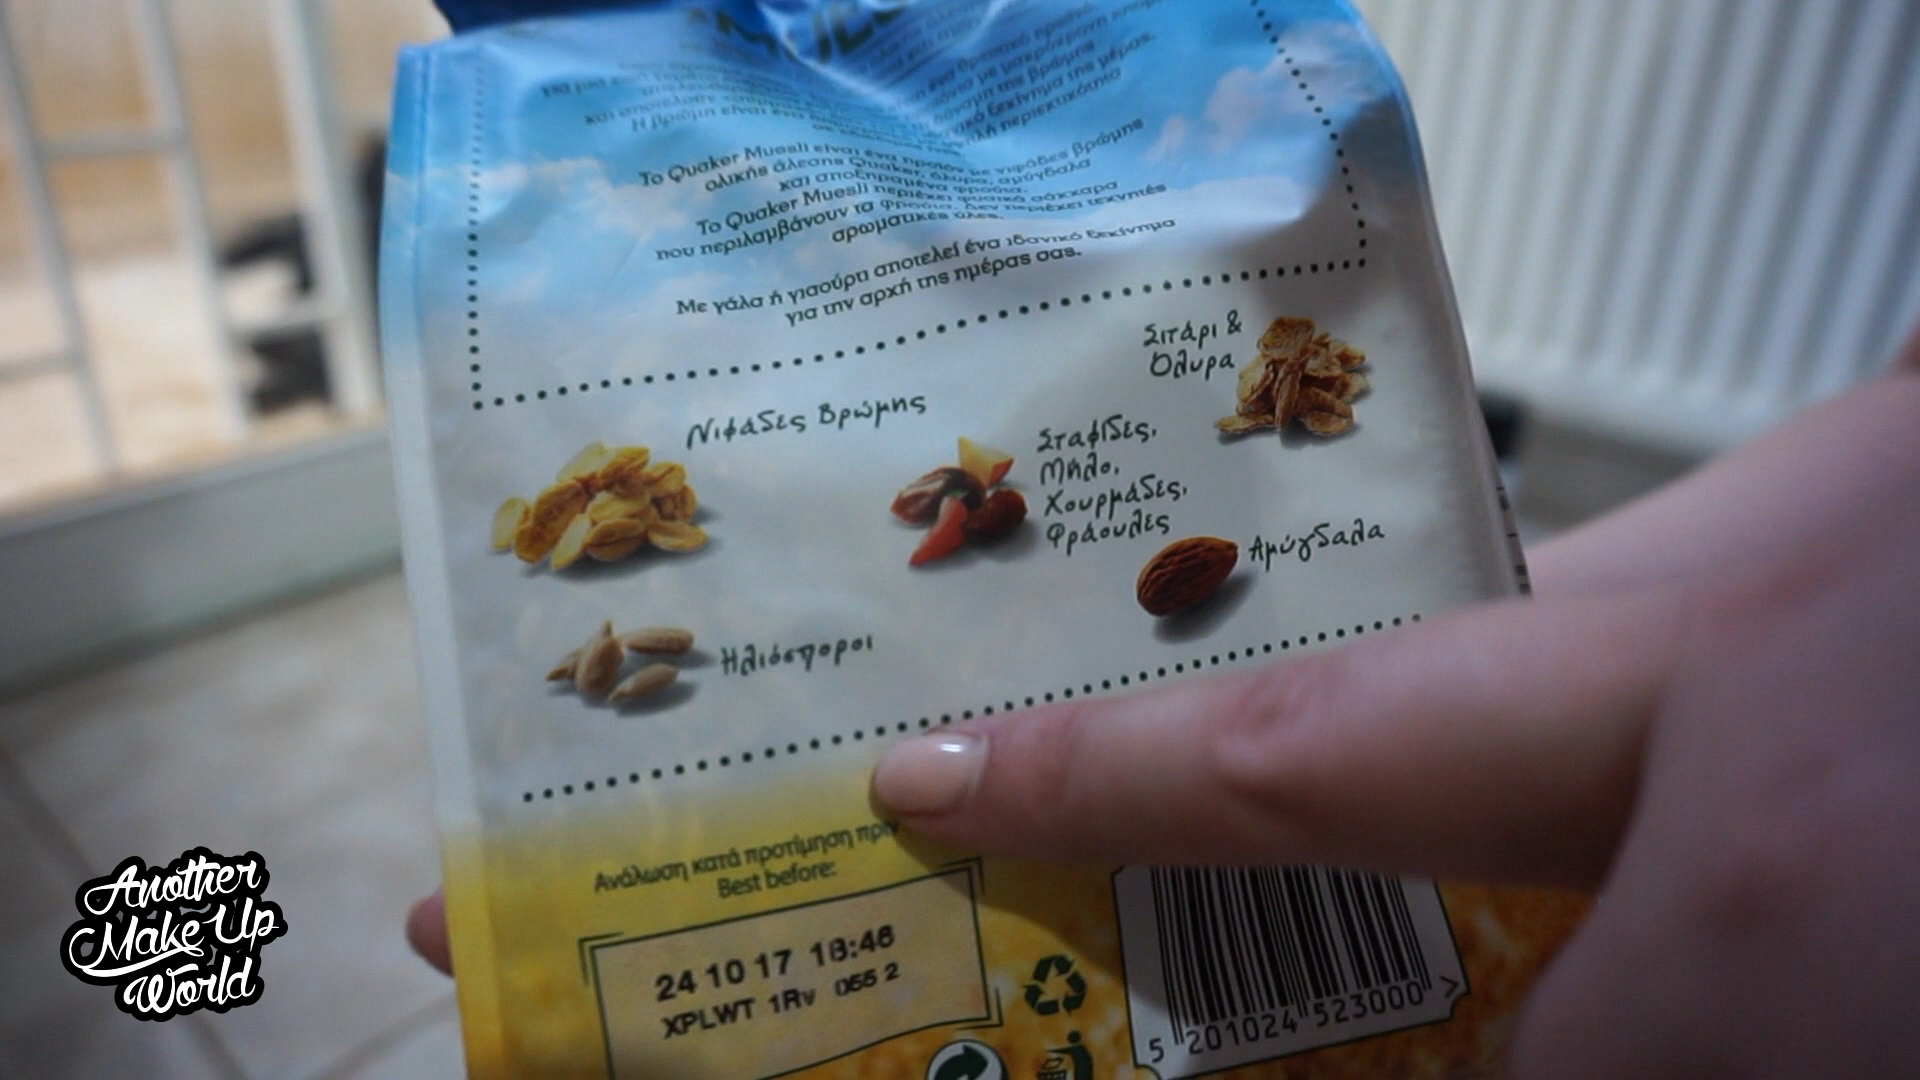 Το Quaker Muesli είναι ένα προϊόν με νιφάδες βρώμης
ολικής άλεσης Quaker, όλυρα, αμύγδαλα
και αποξηραμένα φρούτα.
Το Quaker Muesli περιέχει φυσικά σάκχαρα
που περιλαμβάνουν τα φρούτα. Δεν περιέχει τεχνητές
αρωματικές ύλες.
Με γάλα ή γιαούρτι αποτελεί ένα ιδανικό ξεκίνημα
για την αρχή της ημέρας σας.
Σιτάρι &
Όλυρα
Νιφάδες Βρώμης
Σταφίδες,
Μήλο,
Χουρμάδες,
Φράουλες
Αμύγδαλα
Ηλιόσποροι
Ανάλωση κατά προτίμηση πριν
Best before:
24 10 17 18:46
XPLWT 1Rv 055 2
5 201024 523000 >
Another
Make Up
World